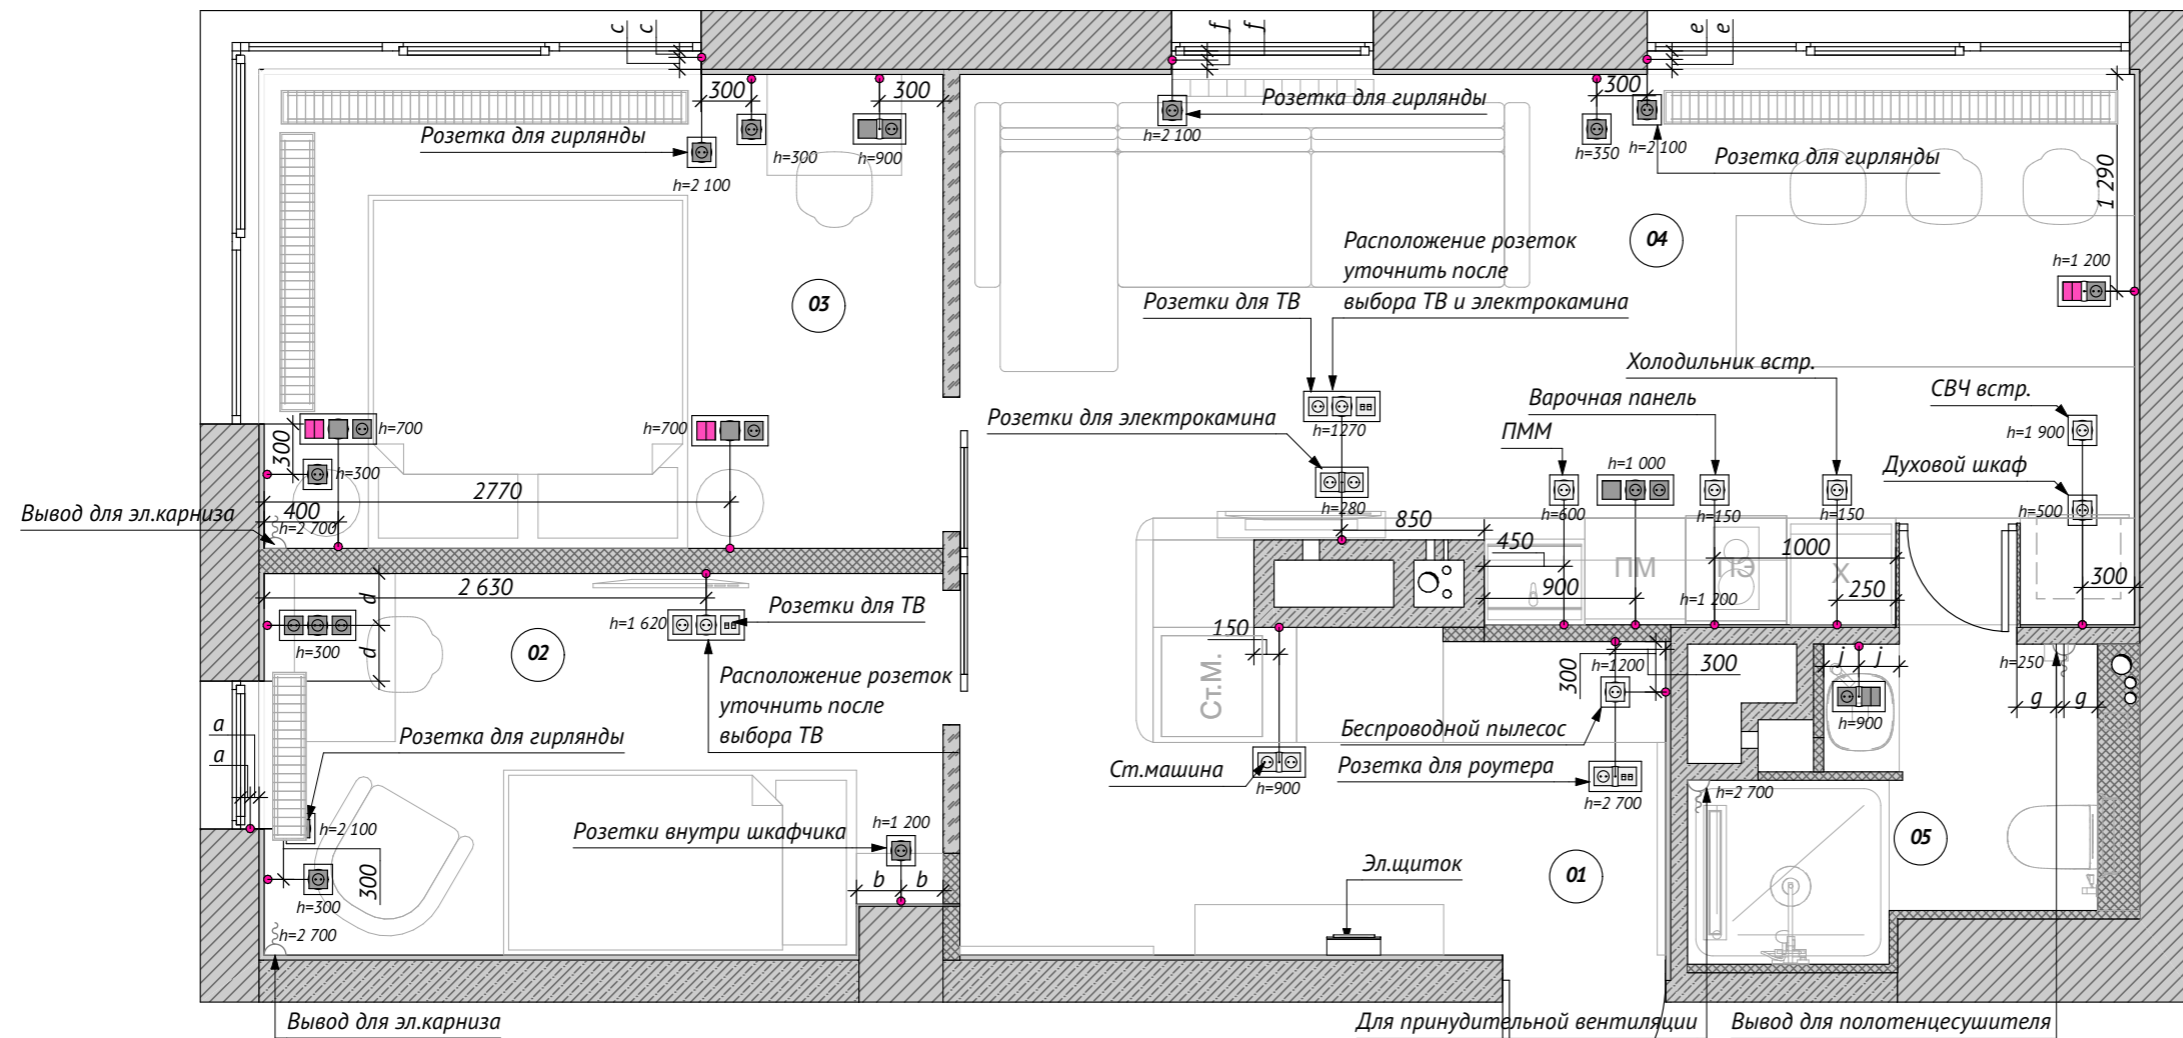 c
c
f
f
e
e
300
300
Розетка для гирлянды
h=2 100
h=300
h=900
Розетка для гирлянды
h=2 100
300
h=350
h=2 100
Розетка для гирлянды
1 290
h=1 200
03
04
Расположение розеток
уточнить после
выбора ТВ и электрокамина
Розетки для ТВ
h=1270
Розетки для электрокамина
h=280
Холодильник встр.
Варочная панель
ПММ
СВЧ встр.
h=1 900
Духовой шкаф
h=500
h=600
h=1 000
h=150
h=150
h=700
h=700
300
h=300
2770
400
Вывод для эл.карниза
h=2 700
850
450
900
ПМ
ПЭ
Х
1000
250
300
h=1 200
2 630
d
d
h=300
02
h=1 620
Розетки для ТВ
Расположение розеток
уточнить после
выбора ТВ
a
a
Розетка для гирлянды
h=2 100
300
h=300
h=2 700
Розетки внутри шкафчика
h=1 200
b
b
150
Ст.М.
Ст.машина
h=900
300
h=1200
300
Беспроводной пылесос
Розетка для роутера
h=2 700
j
j
h=900
h=250
g
g
h=2 700
05
01
Эл.щиток
Вывод для эл.карниза
Для принудительной вентиляции
Вывод для полотенцесушителя